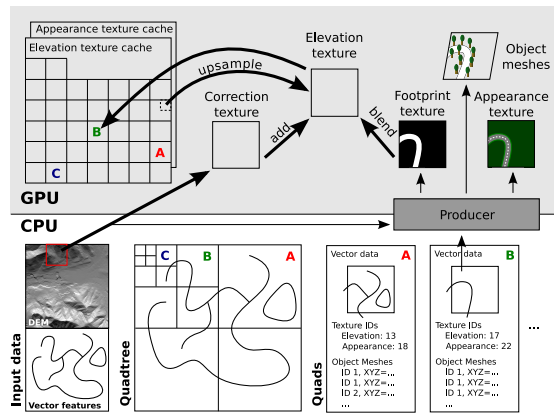 Appearance texture cache
Elevation texture cache
B
A
C
upsample
Elevation
texture
Correction
texture
add
blend
Footprint
texture
Object
meshes
Appearance
texture
GPU
CPU
Producer
Input data
DEM
Vector features
Quadtree
C
B
A
Quads
Vector data
A
Texture IDs
Elevation: 13
Appearance: 18
Object Meshes
ID 1, XYZ=...
ID 1, XYZ=...
ID 2, XYZ=...
...
Vector data
B
Texture IDs
Elevation: 17
Appearance: 22
Object Meshes
ID 1, XYZ=...
ID 1, XYZ=...
ID 1, XYZ=...
...
...